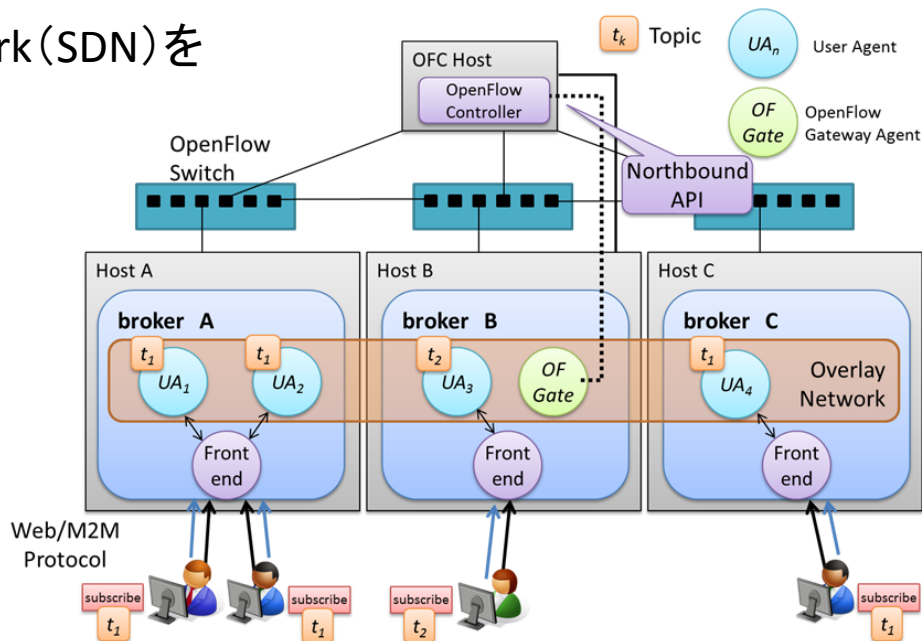 rk(SDN)を
t_k Topic
UA_n User Agent
OF Gate
OpenFlow Gateway Agent
OFC Host
OpenFlow Controller
OpenFlow Switch
Northbound API
Host A
Host B
Host C
broker A
broker B
broker C
t_1
UA_1
t_1
UA_2
t_2
UA_3
OF Gate
t_1
UA_4
Overlay Network
Front end
Front end
Front end
Web/M2M Protocol
subscribe t_1
subscribe t_1
subscribe t_2
subscribe t_1